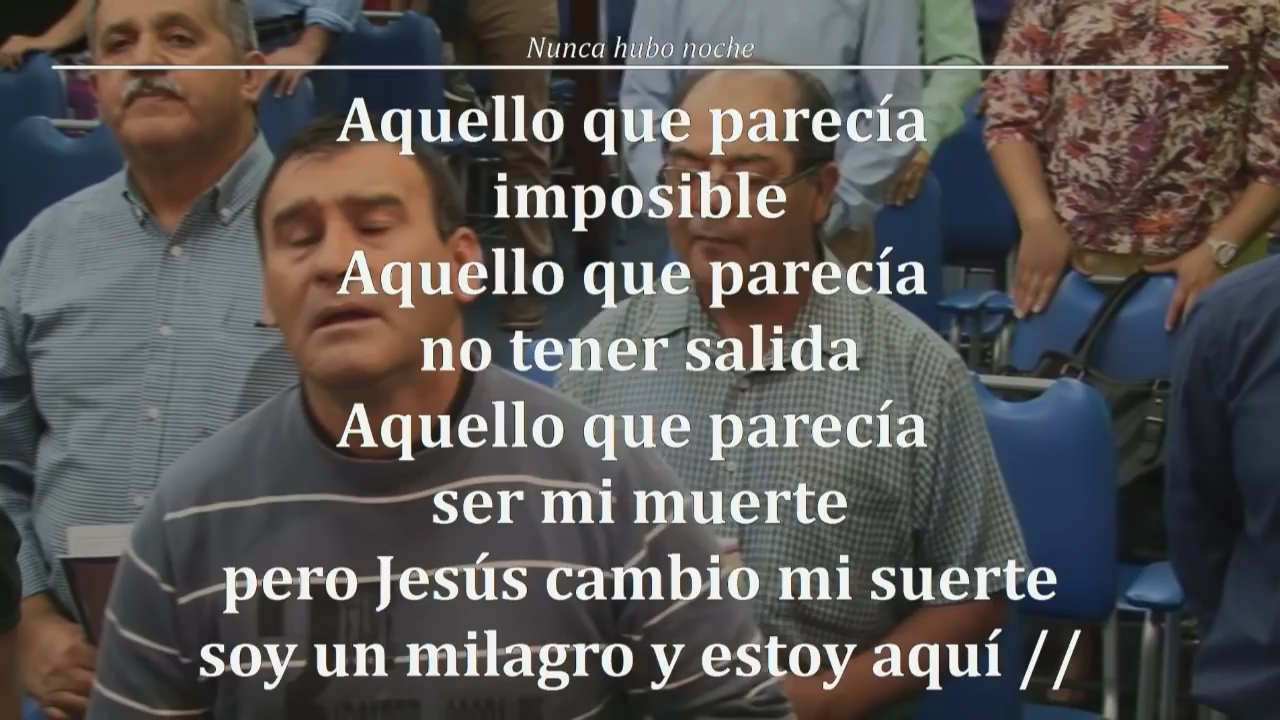 Nunca hubo noche
Aquello que parecía
imposible
Aquello que parecía
no tener salida
Aquello que parecía
ser mi muerte
pero Jesús cambio mi suerte
soy un milagro y estoy aquí //